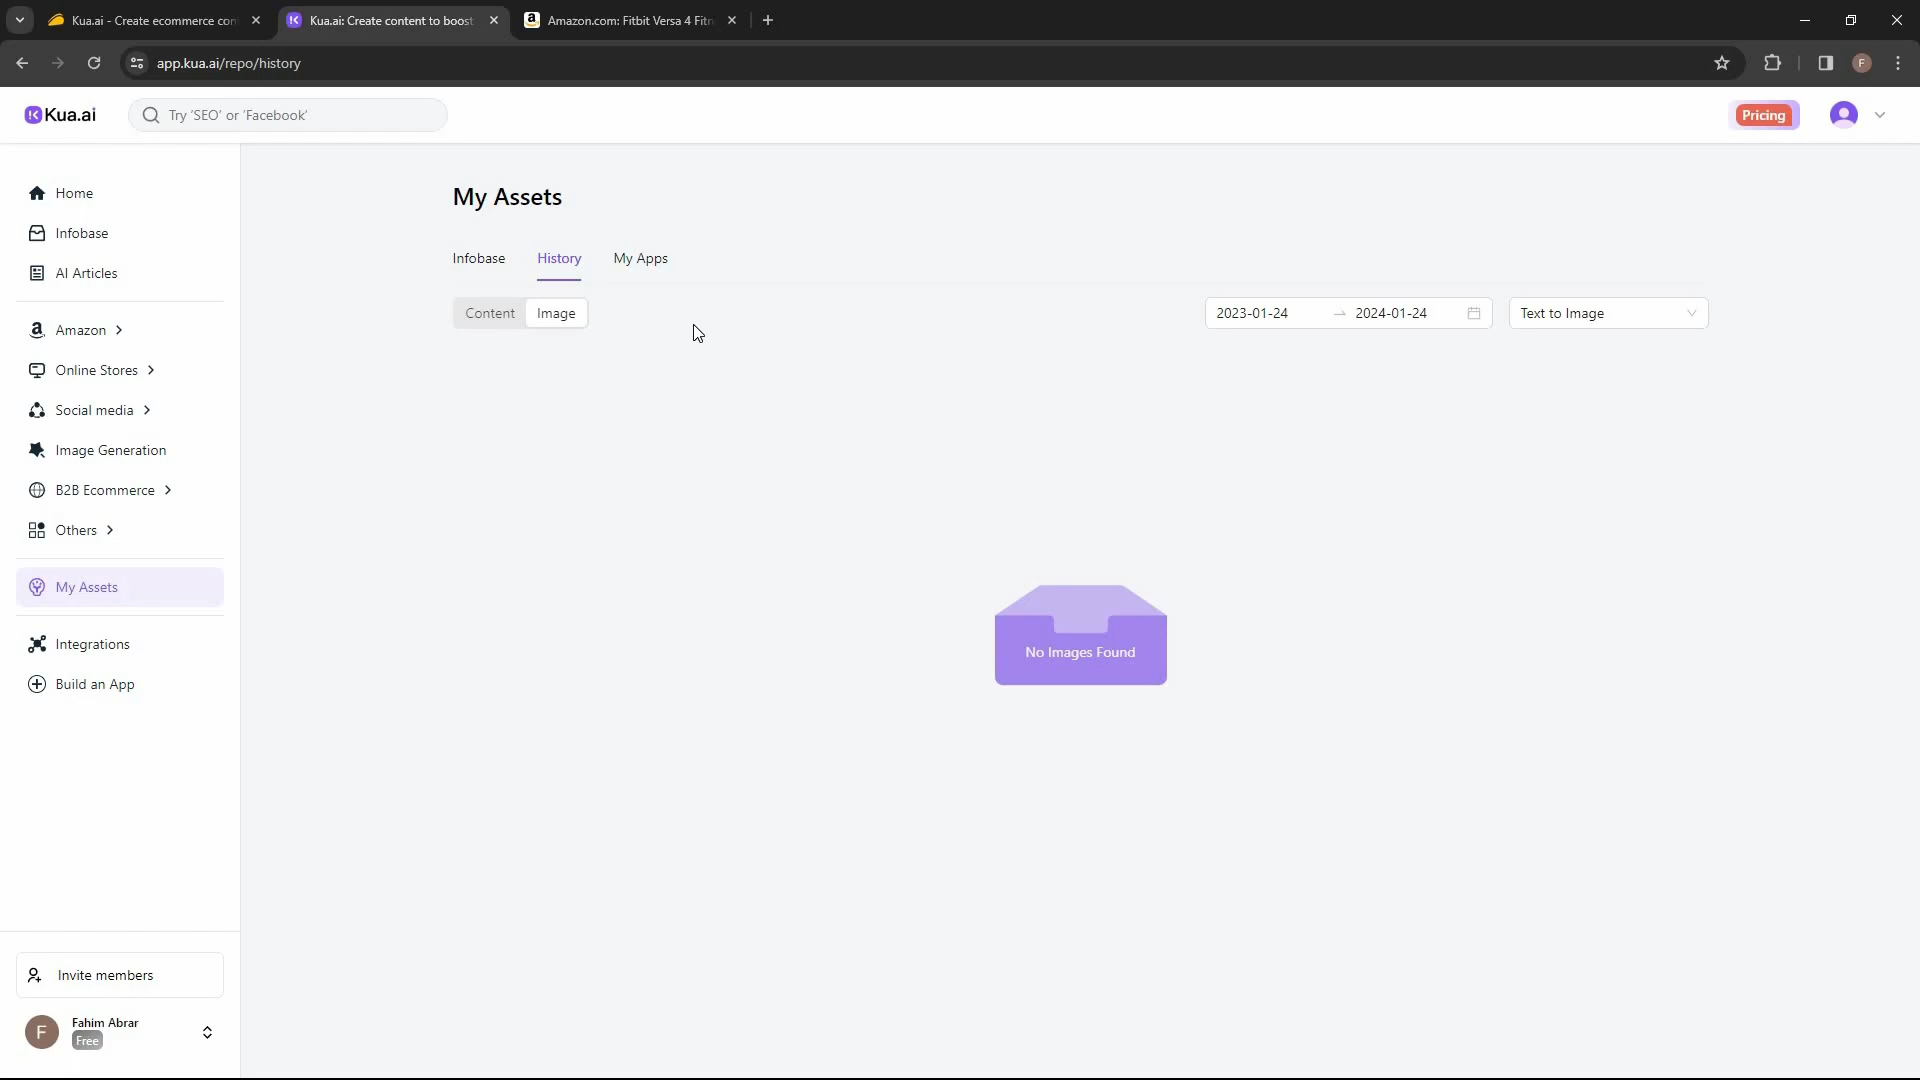 Kua.ai - Create ecommerce con
Kua.ai: Create content to boost
Amazon.com: Fitbit Versa 4 Fitn
app.kua.ai/repo/history
F
Kua.ai
Try 'SEO' or 'Facebook'
Pricing
Home
Infobase
AI Articles
Amazon
Online Stores
Social media
Image Generation
B2B Ecommerce
Others
My Assets
Integrations
Build an App
Invite members
F
Fahim Abrar
Free
My Assets
Infobase
History
My Apps
Content
Image
2023-01-24
2024-01-24
Text to Image
No Images Found